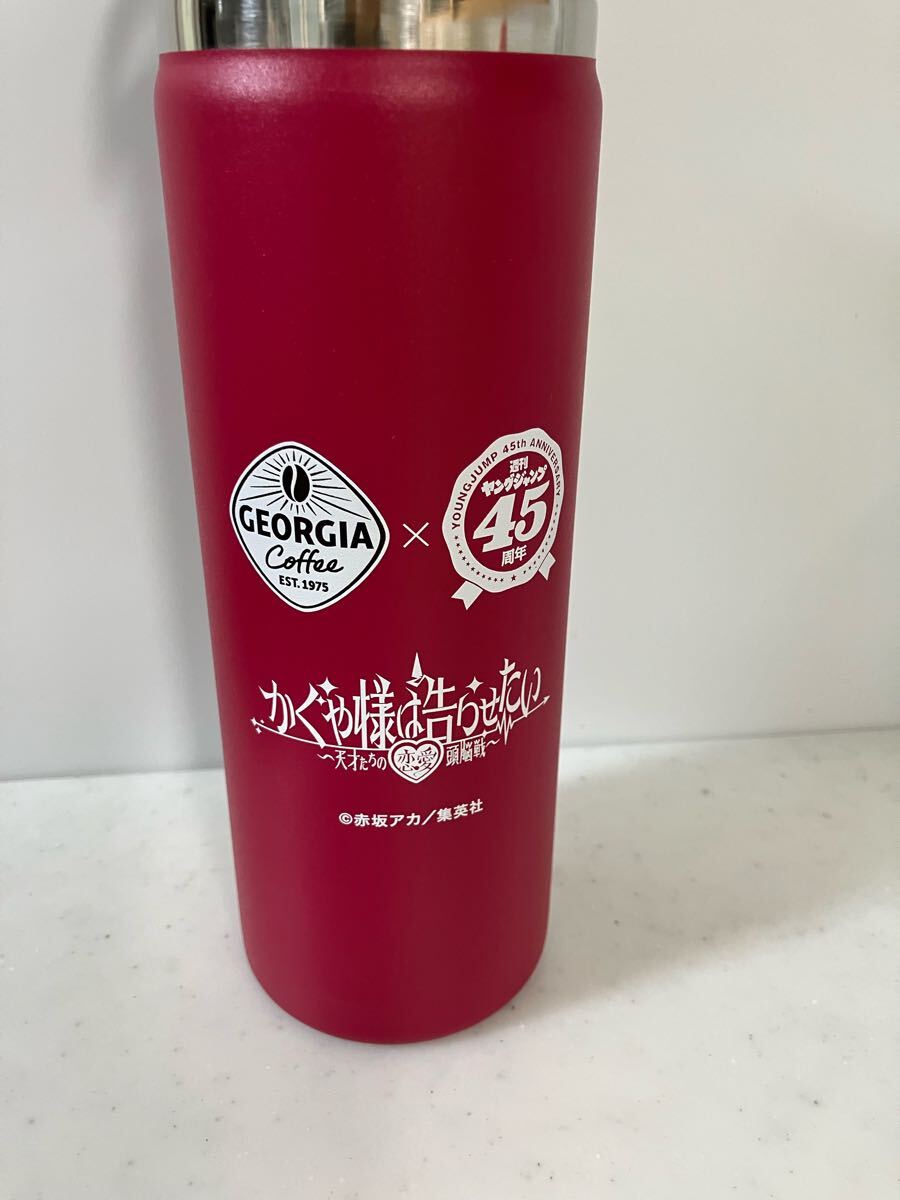 GEORGIA
Coffee
EST.1975
×
YOUNGJUMP 45th ANNIVERSARY
週刊
ヤングジャンプ
45
周年
かぐや様は告らせたい
～天才たちの恋愛頭脳戦～
©赤坂アカ/集英社